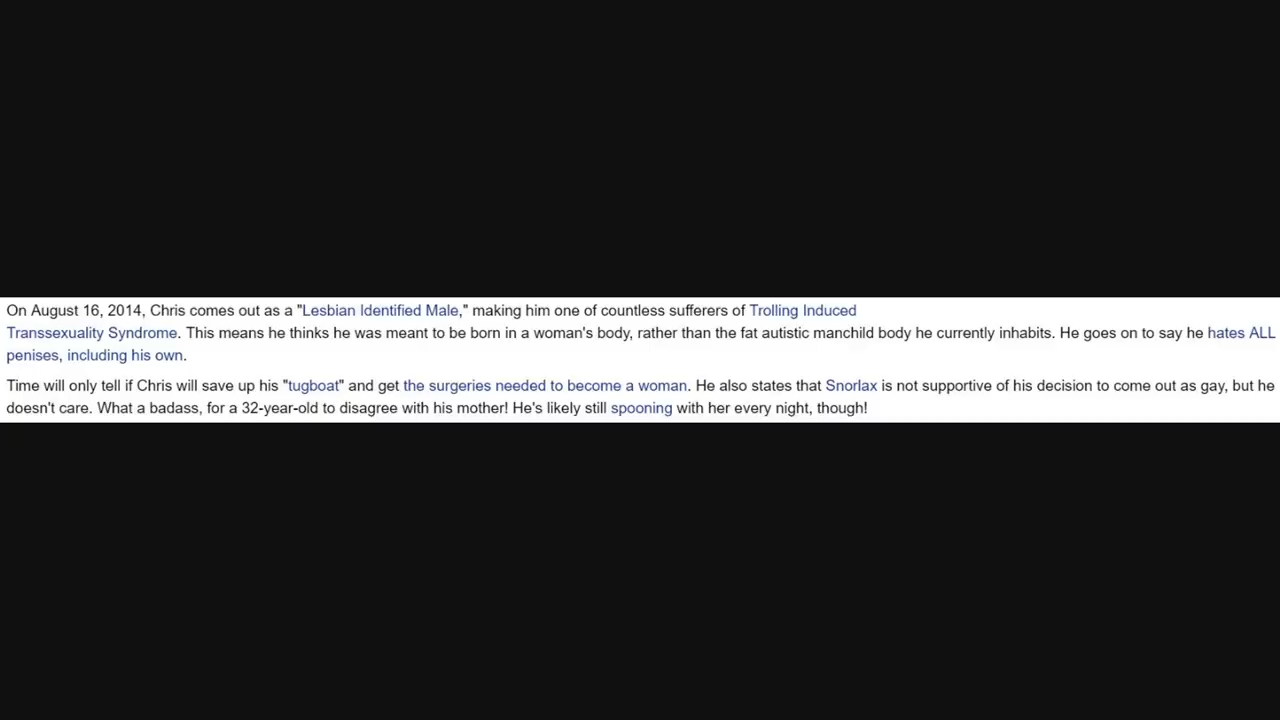 On August 16, 2014, Chris comes out as a "Lesbian Identified Male," making him one of countless sufferers of Trolling Induced
Transsexuality Syndrome. This means he thinks he was meant to be born in a woman's body, rather than the fat autistic manchild body he currently inhabits. He goes on to say he hates ALL
penises, including his own.
Time will only tell if Chris will save up his "tugboat" and get the surgeries needed to become a woman. He also states that Snorlax is not supportive of his decision to come out as gay, but he
doesn't care. What a badass, for a 32-year-old to disagree with his mother! He's likely still spooning with her every night, though!